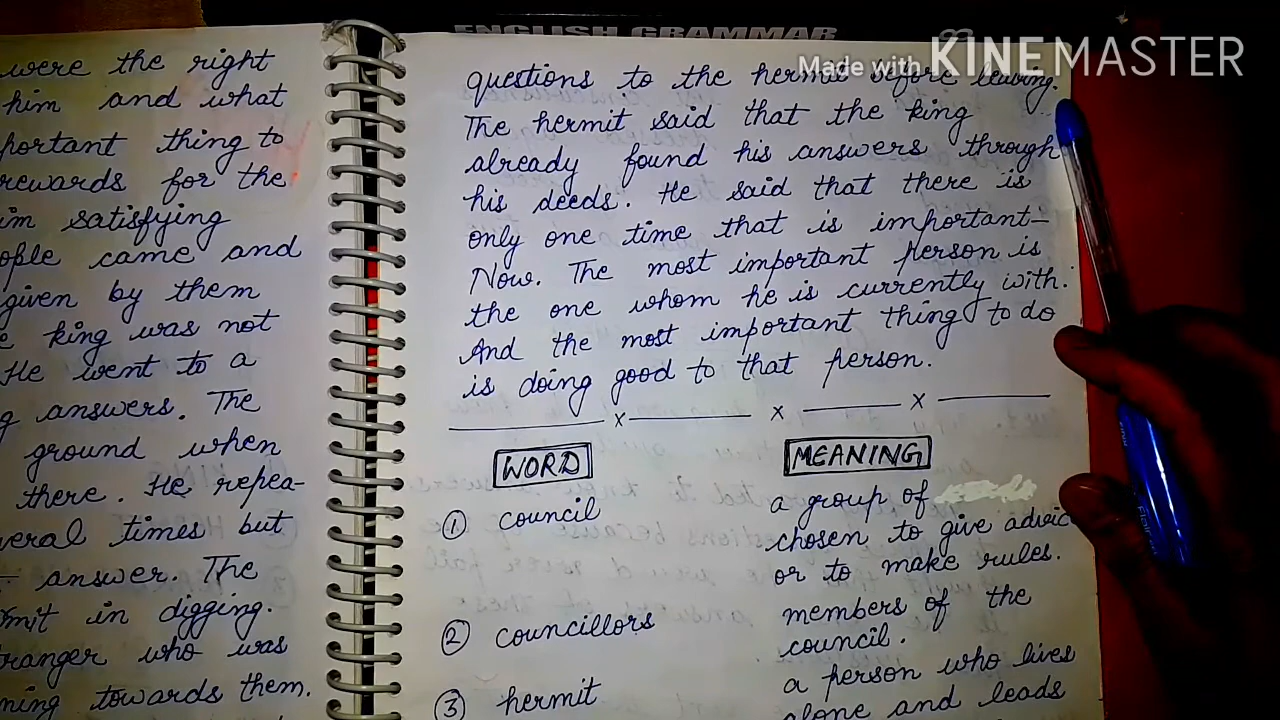 ENGLISH GRAMMAR
Made with KINEMASTER
were the right
him and what
portant thing to
rewards for the
im satisfying
ople came and
given by them
e king was not
He went to a
g answers. The
ground when
there. He repea-
veral times but
answer. The
mit in digging.
tranger who was
ning towards them.
questions to the hermit before leaving.
The hermit said that the king
already found his answers through
his deeds. He said that there is
only one time that is important-
Now. The most important person is
the one whom he is currently with.
And the most important thing to do
is doing good to that person.
x x x
WORD MEANING
1 council a group of
chosen to give advic
or to make rules.
2 councillors members of the
council.
3 hermit a person who lives
alone and leads